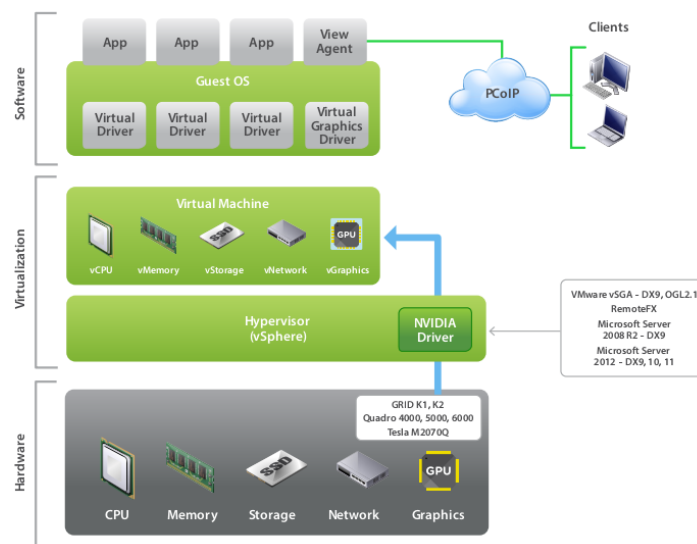 Software
App
App
App
View
Agent
Clients
Guest OS
PCoIP
Virtual
Driver
Virtual
Driver
Virtual
Driver
Virtual
Graphics
Driver
Virtualization
Virtual Machine
SSD
GPU
vCPU
vMemory
vStorage
vNetwork
vGraphics
Hypervisor
(vSphere)
NVIDIA
Driver
VMware vSGA – DX9, OGL2.1
RemoteFX
Microsoft Server
2008 R2 – DX9
Microsoft Server
2012 – DX9, 10, 11
Hardware
GRID K1, K2
Quadro 4000, 5000, 6000
Tesla M2070Q
SSD
GPU
CPU
Memory
Storage
Network
Graphics